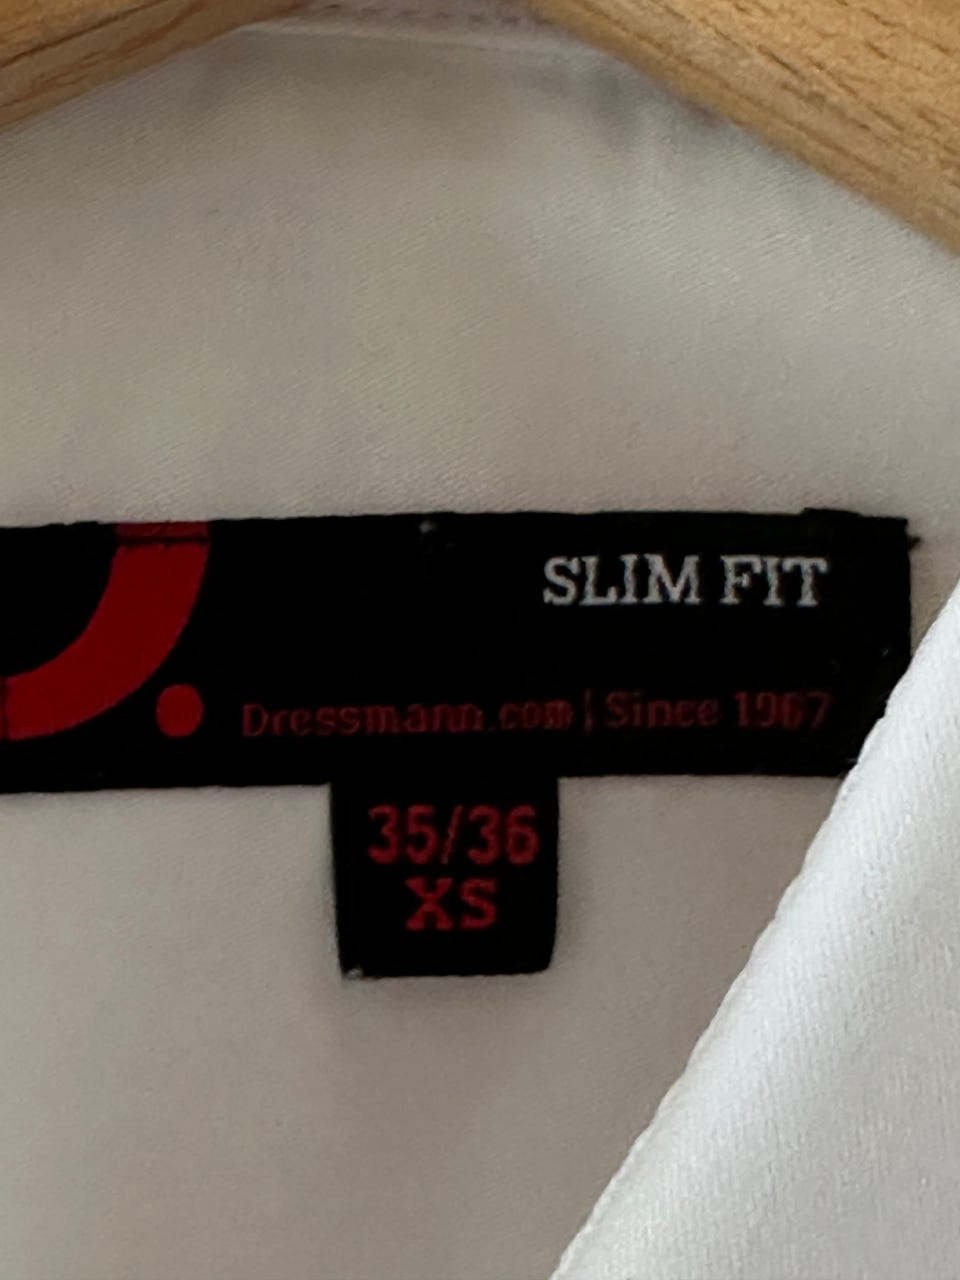 SLIM FIT
Dressmann.com | Since 1967
35/36
XS